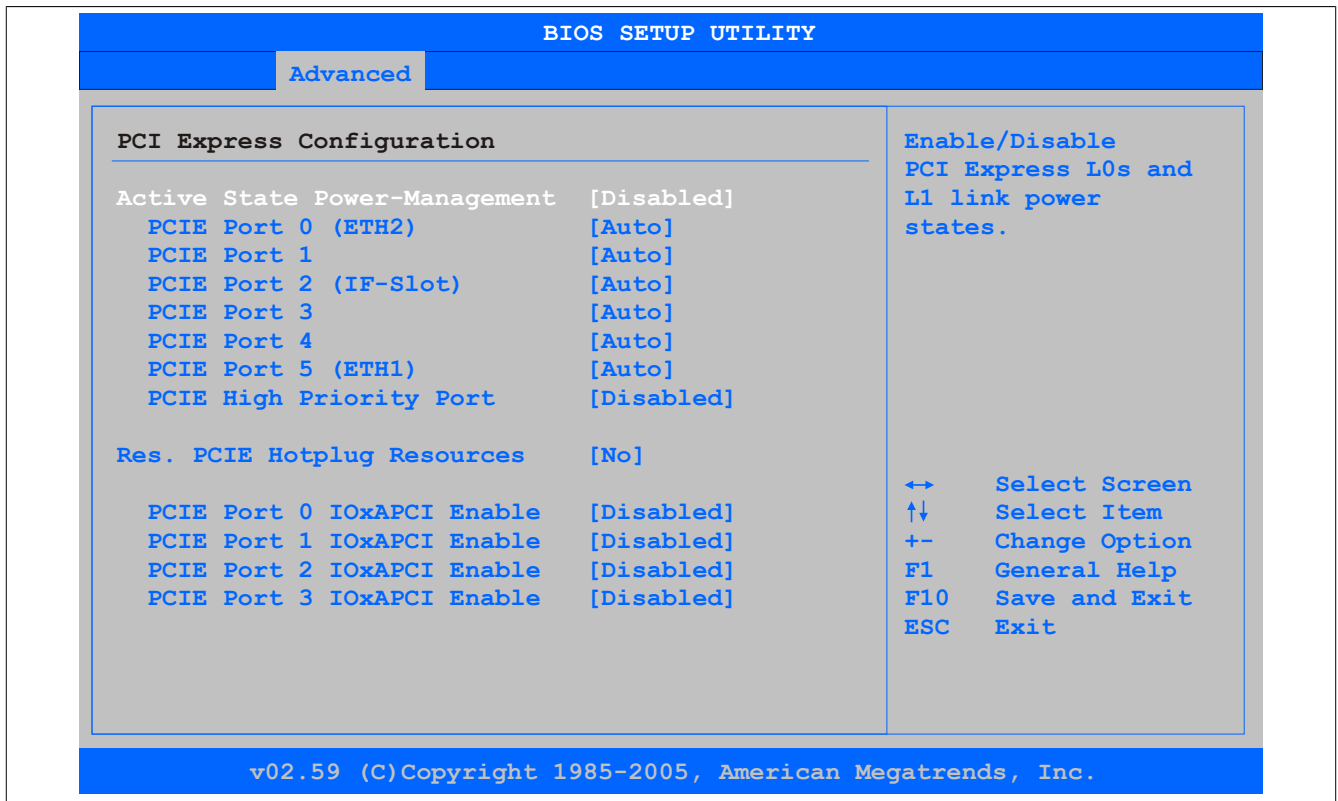 BIOS SETUP UTILITY
Advanced
PCI Express Configuration
Active State Power-Management [Disabled]
PCIE Port 0 (ETH2) [Auto]
PCIE Port 1 [Auto]
PCIE Port 2 (IF-Slot) [Auto]
PCIE Port 3 [Auto]
PCIE Port 4 [Auto]
PCIE Port 5 (ETH1) [Auto]
PCIE High Priority Port [Disabled]
Res. PCIE Hotplug Resources [No]
PCIE Port 0 IOxAPCI Enable [Disabled]
PCIE Port 1 IOxAPCI Enable [Disabled]
PCIE Port 2 IOxAPCI Enable [Disabled]
PCIE Port 3 IOxAPCI Enable [Disabled]
Enable/Disable
PCI Express L0s and
L1 link power
states.
↔ Select Screen
↑↓ Select Item
+- Change Option
F1 General Help
F10 Save and Exit
ESC Exit
v02.59 (C)Copyright 1985-2005, American Megatrends, Inc.